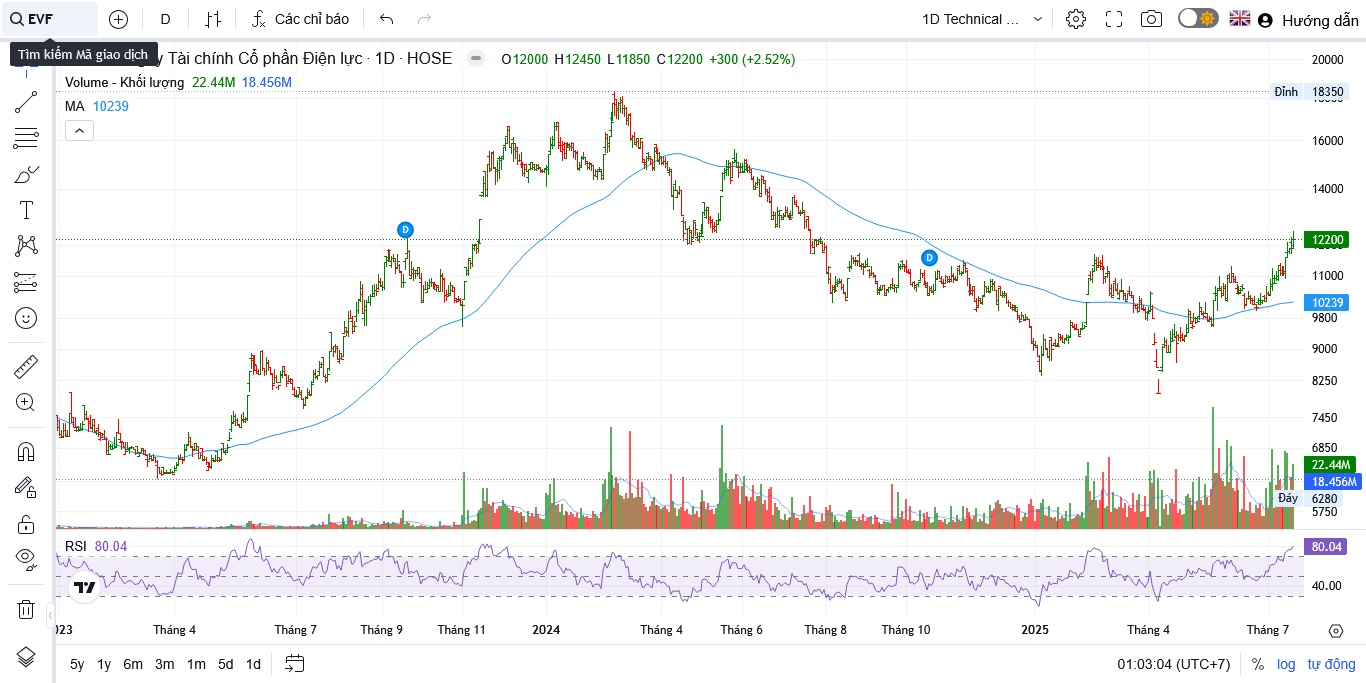 EVF D Các chỉ báo 1D Technical ... Hướng dẫn
Tìm kiếm Mã giao dịch
Tài chính Cổ phần Điện lực · 1D · HOSE O12000 H12450 L11850 C12200 +300 (+2.52%)
Volume - Khối lượng 22.44M 18.456M
MA 10239
20000
Đỉnh 18350
16000
14000
D
12200
D
11000
10239
9800
9000
8250
7450
6850
22.44M
18.456M
Đáy 6280
5750
RSI 80.04
80.04
40.00
Tháng 4 Tháng 7 Tháng 9 Tháng 11 2024 Tháng 4 Tháng 6 Tháng 8 Tháng 10 2025 Tháng 4 Tháng 7
5y 1y 6m 3m 1m 5d 1d 01:03:04 (UTC+7) % log tự động